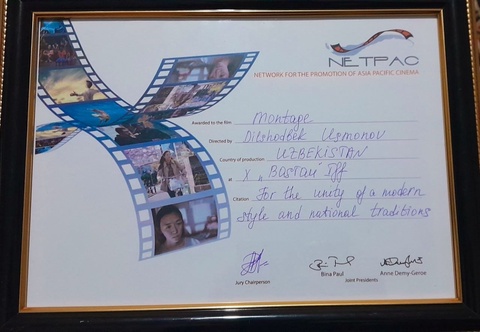 NETPAC
NETWORK FOR THE PROMOTION OF ASIA PACIFIC CINEMA
Awarded to the film Montage
Directed by Dilshodbek Usmonov
Country of production UZBEKISTAN
at X "Bastau" Iff
Citation For the unity of a modern
style and national traditions
Jury Chairperson
Bina Paul Anne Demy-Geroe
Joint Presidents